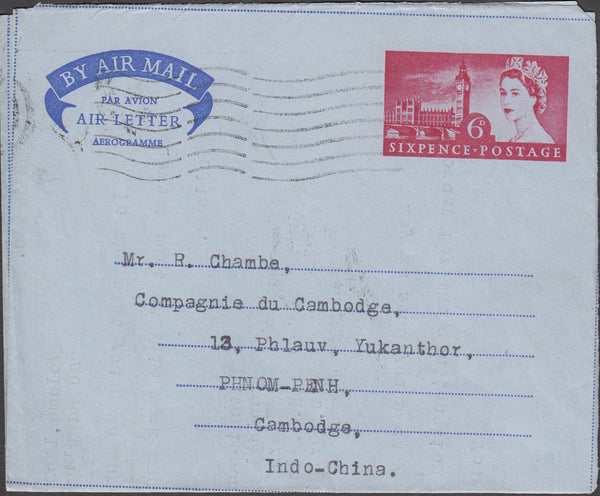 BY AIR MAIL
PAR AVION
AIR LETTER
AEROGRAMME
6D
SIXPENCE·POSTAGE
Mr. R. Chambe,
Compagnie du Cambodge,
13, Phlauv, Yukanthor,
PHNOM-PENH,
Cambodge,
Indo-China.